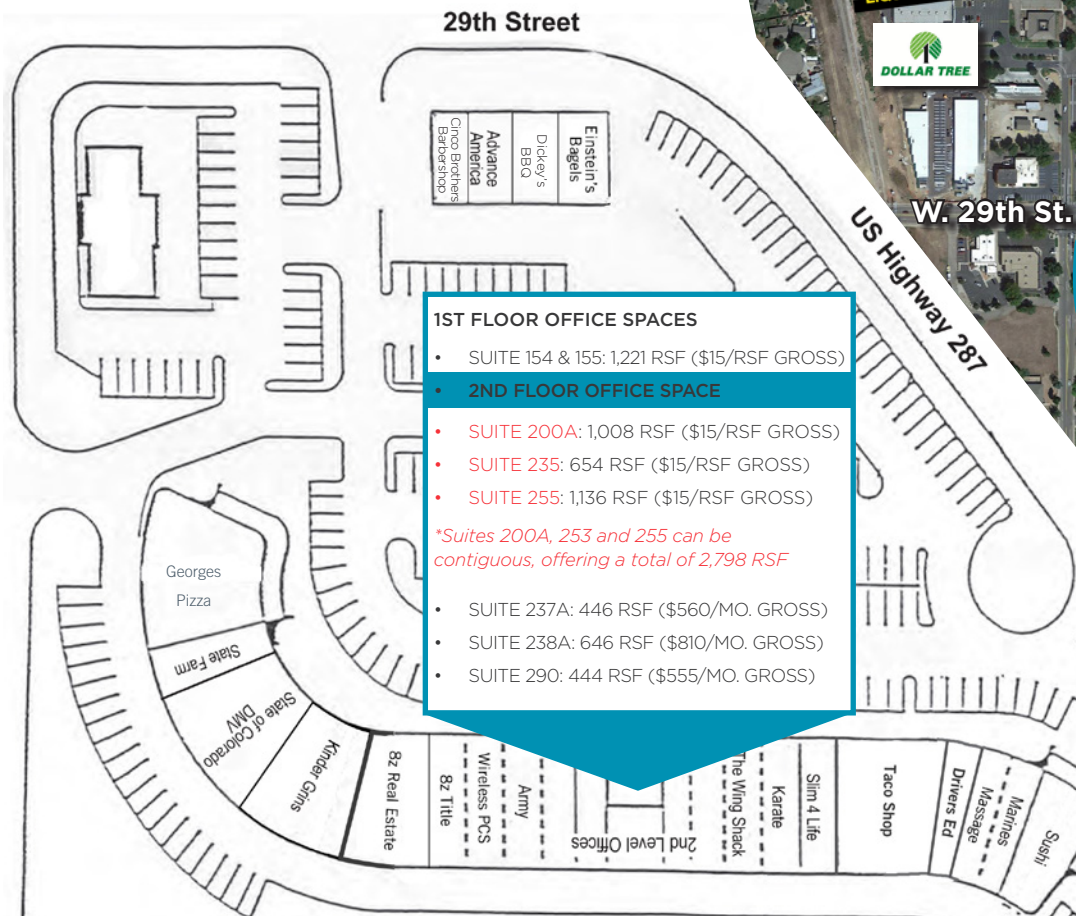 29th Street
DOLLAR TREE
W. 29th St.
US Highway 287
Cinco Brothers
Barbershop
Advance
America
Dickey's
BBQ
Einstein's
Bagels
1ST FLOOR OFFICE SPACES
• SUITE 154 & 155: 1,221 RSF ($15/RSF GROSS)
• 2ND FLOOR OFFICE SPACE
• SUITE 200A: 1,008 RSF ($15/RSF GROSS)
• SUITE 235: 654 RSF ($15/RSF GROSS)
• SUITE 255: 1,136 RSF ($15/RSF GROSS)
*Suites 200A, 253 and 255 can be
contiguous, offering a total of 2,798 RSF
• SUITE 237A: 446 RSF ($560/MO. GROSS)
• SUITE 238A: 646 RSF ($810/MO. GROSS)
• SUITE 290: 444 RSF ($555/MO. GROSS)
Georges
Pizza
State Farm
State of Colorado
DMV
Kinder Grins
8z Real Estate
8z Title
Wireless PCS
Army
2nd Level Offices
The Wing Shack
Karate
Slim 4 Life
Taco Shop
Drivers Ed
Massage
Marines
Sushi